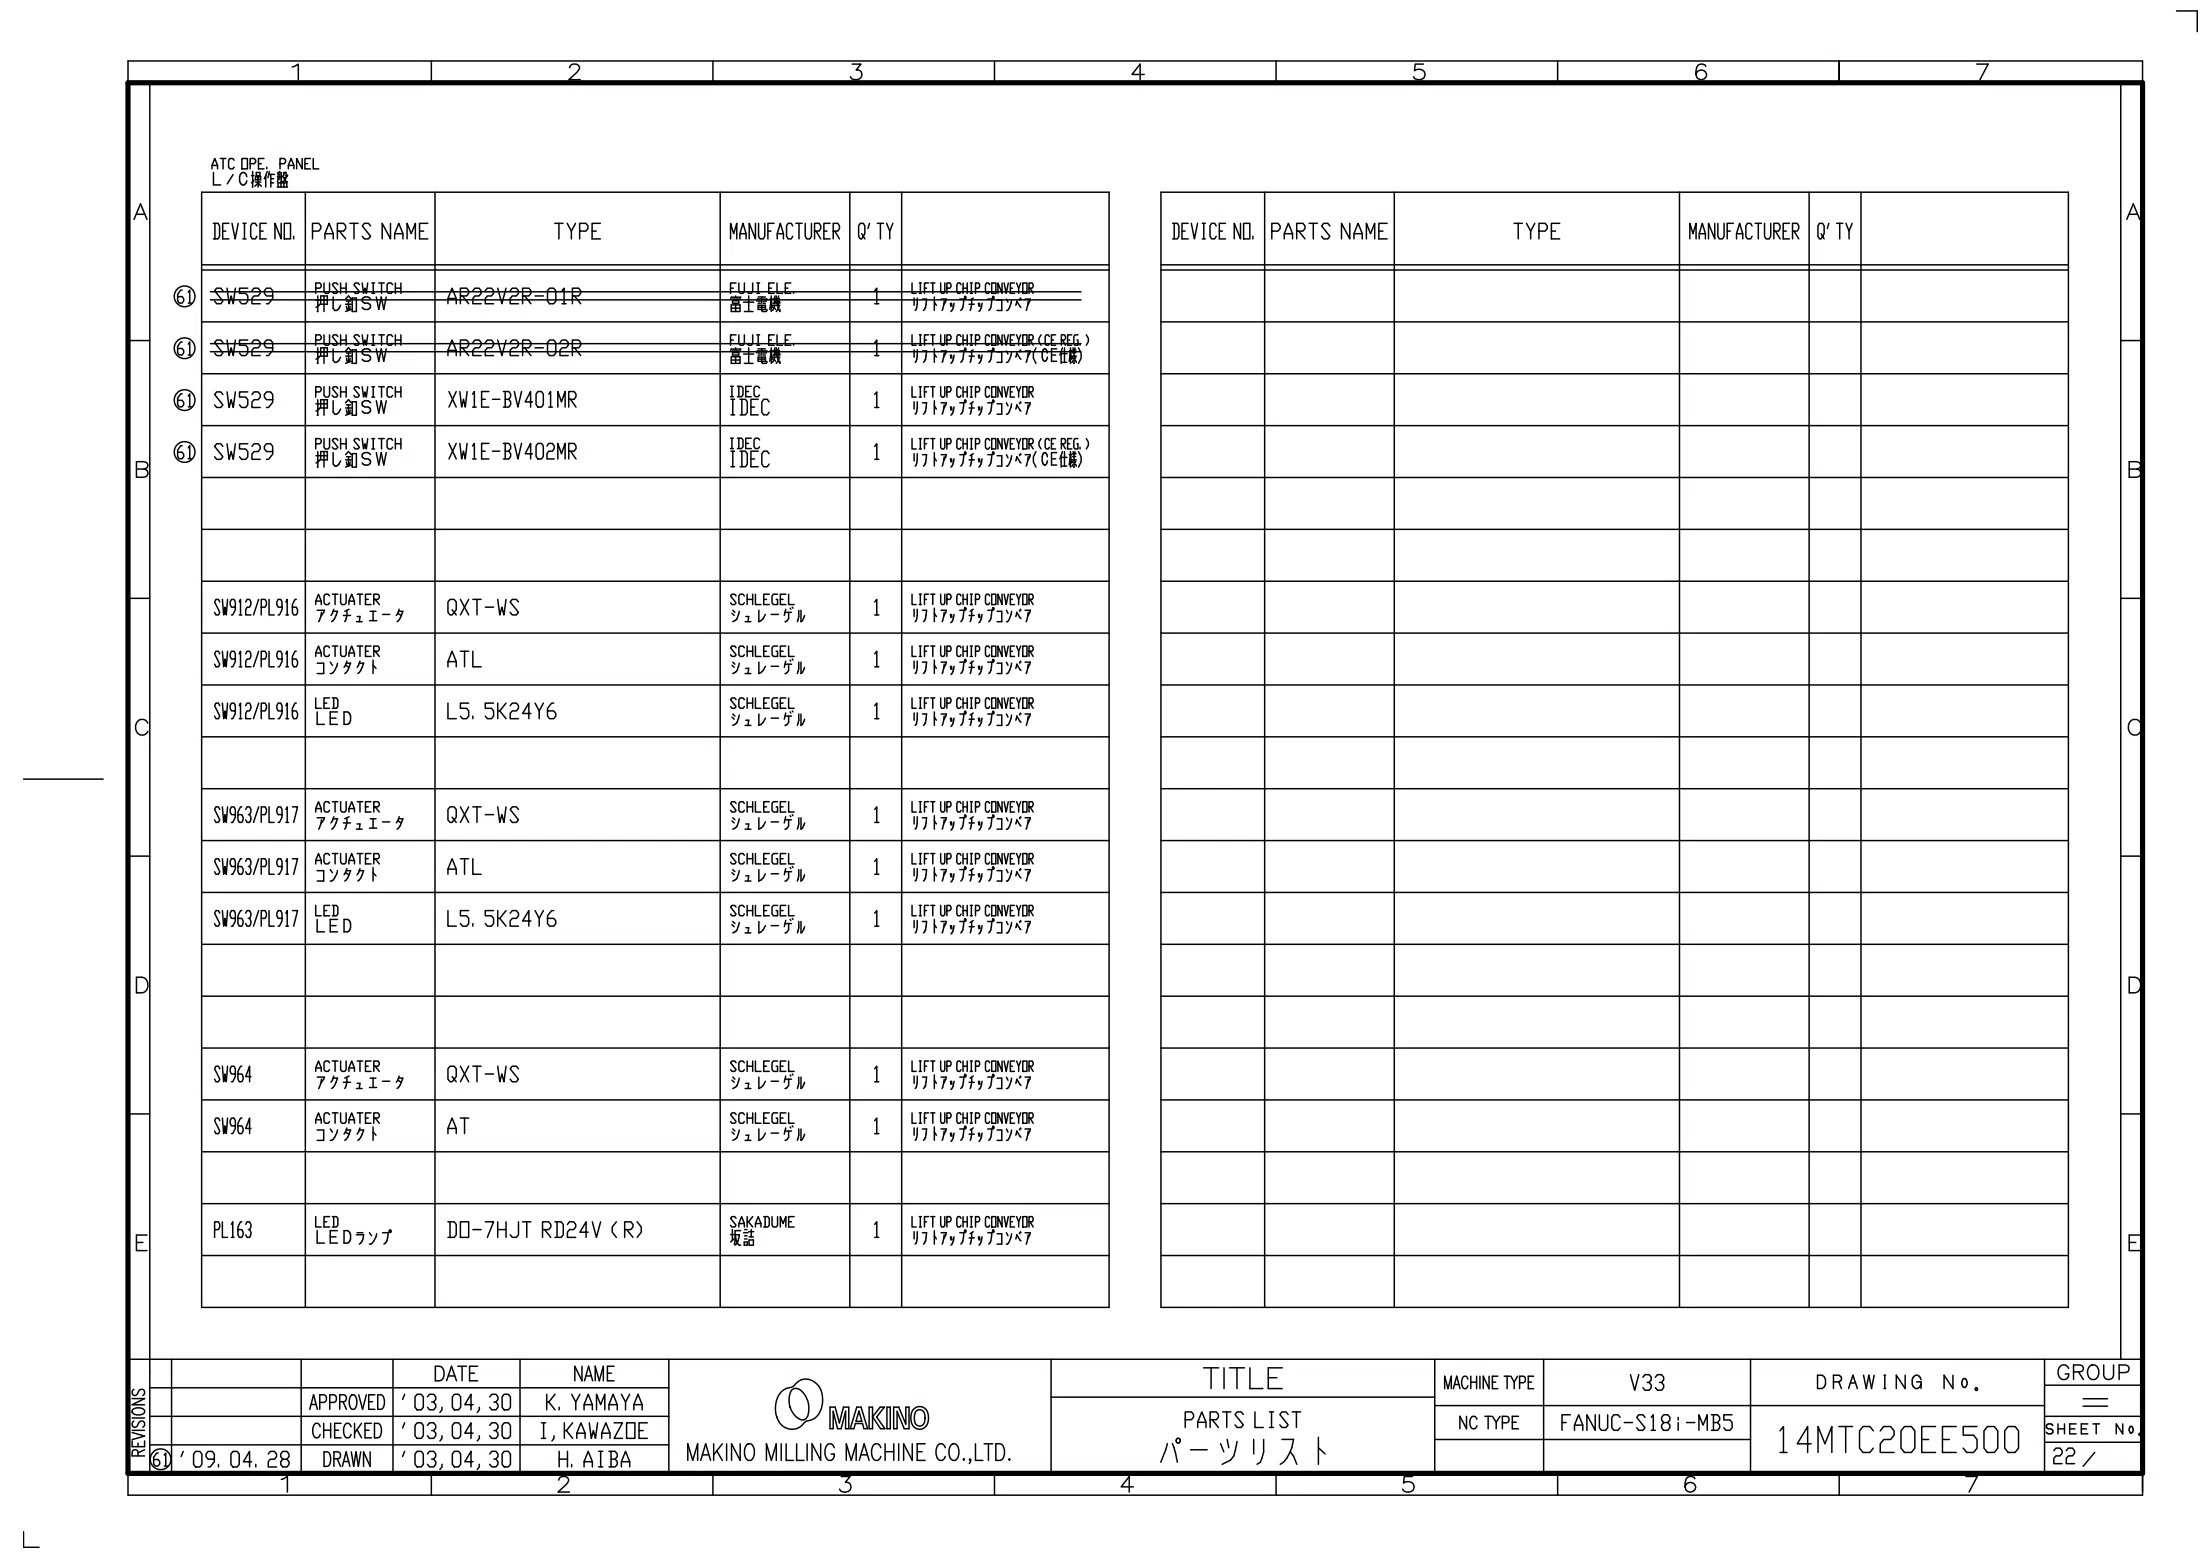 1 2 3 4 5 6 7
ATC OPE. PANEL
L/C操作盤
A A
DEVICE NO. PARTS NAME TYPE MANUFACTURER Q'TY
DEVICE NO. PARTS NAME TYPE MANUFACTURER Q'TY
61 SW529 PUSH SWITCH AR22V2R-01R FUJI ELE. 1 LIFT UP CHIP CONVEYOR
押し釦SW 富士電機 リフトアップチップコンベア
61 SW529 PUSH SWITCH AR22V2R-02R FUJI ELE. 1 LIFT UP CHIP CONVEYOR(CE REG.)
押し釦SW 富士電機 リフトアップチップコンベア(CE仕様)
61 SW529 PUSH SWITCH XW1E-BV401MR IDEC 1 LIFT UP CHIP CONVEYOR
押し釦SW IDEC リフトアップチップコンベア
61 SW529 PUSH SWITCH XW1E-BV402MR IDEC 1 LIFT UP CHIP CONVEYOR(CE REG.)
押し釦SW IDEC リフトアップチップコンベア(CE仕様)
B B
SW912/PL916 ACTUATER QXT-WS SCHLEGEL 1 LIFT UP CHIP CONVEYOR
アクチュエータ シュレーゲル リフトアップチップコンベア
SW912/PL916 ACTUATER ATL SCHLEGEL 1 LIFT UP CHIP CONVEYOR
コンタクト シュレーゲル リフトアップチップコンベア
SW912/PL916 LED L5.5K24Y6 SCHLEGEL 1 LIFT UP CHIP CONVEYOR
LED シュレーゲル リフトアップチップコンベア
C C
SW963/PL917 ACTUATER QXT-WS SCHLEGEL 1 LIFT UP CHIP CONVEYOR
アクチュエータ シュレーゲル リフトアップチップコンベア
SW963/PL917 ACTUATER ATL SCHLEGEL 1 LIFT UP CHIP CONVEYOR
コンタクト シュレーゲル リフトアップチップコンベア
SW963/PL917 LED L5.5K24Y6 SCHLEGEL 1 LIFT UP CHIP CONVEYOR
LED シュレーゲル リフトアップチップコンベア
D D
SW964 ACTUATER QXT-WS SCHLEGEL 1 LIFT UP CHIP CONVEYOR
アクチュエータ シュレーゲル リフトアップチップコンベア
SW964 ACTUATER AT SCHLEGEL 1 LIFT UP CHIP CONVEYOR
コンタクト シュレーゲル リフトアップチップコンベア
PL163 LED DO-7HJT RD24V(R) SAKADUME 1 LIFT UP CHIP CONVEYOR
LEDランプ 坂詰 リフトアップチップコンベア
E E
REVISIONS
61 '09.04.28
DATE NAME
APPROVED '03,04,30 K. YAMAYA
CHECKED '03,04,30 I,KAWAZOE
DRAWN '03,04,30 H. AIBA
MAKINO
MAKINO MILLING MACHINE CO.,LTD.
TITLE
PARTS LIST
パーツリスト
MACHINE TYPE V33
NC TYPE FANUC-S18i-MB5
DRAWING No.
14MTC20EE500
GROUP
=
SHEET No.
22/
1 2 3 4 5 6 7